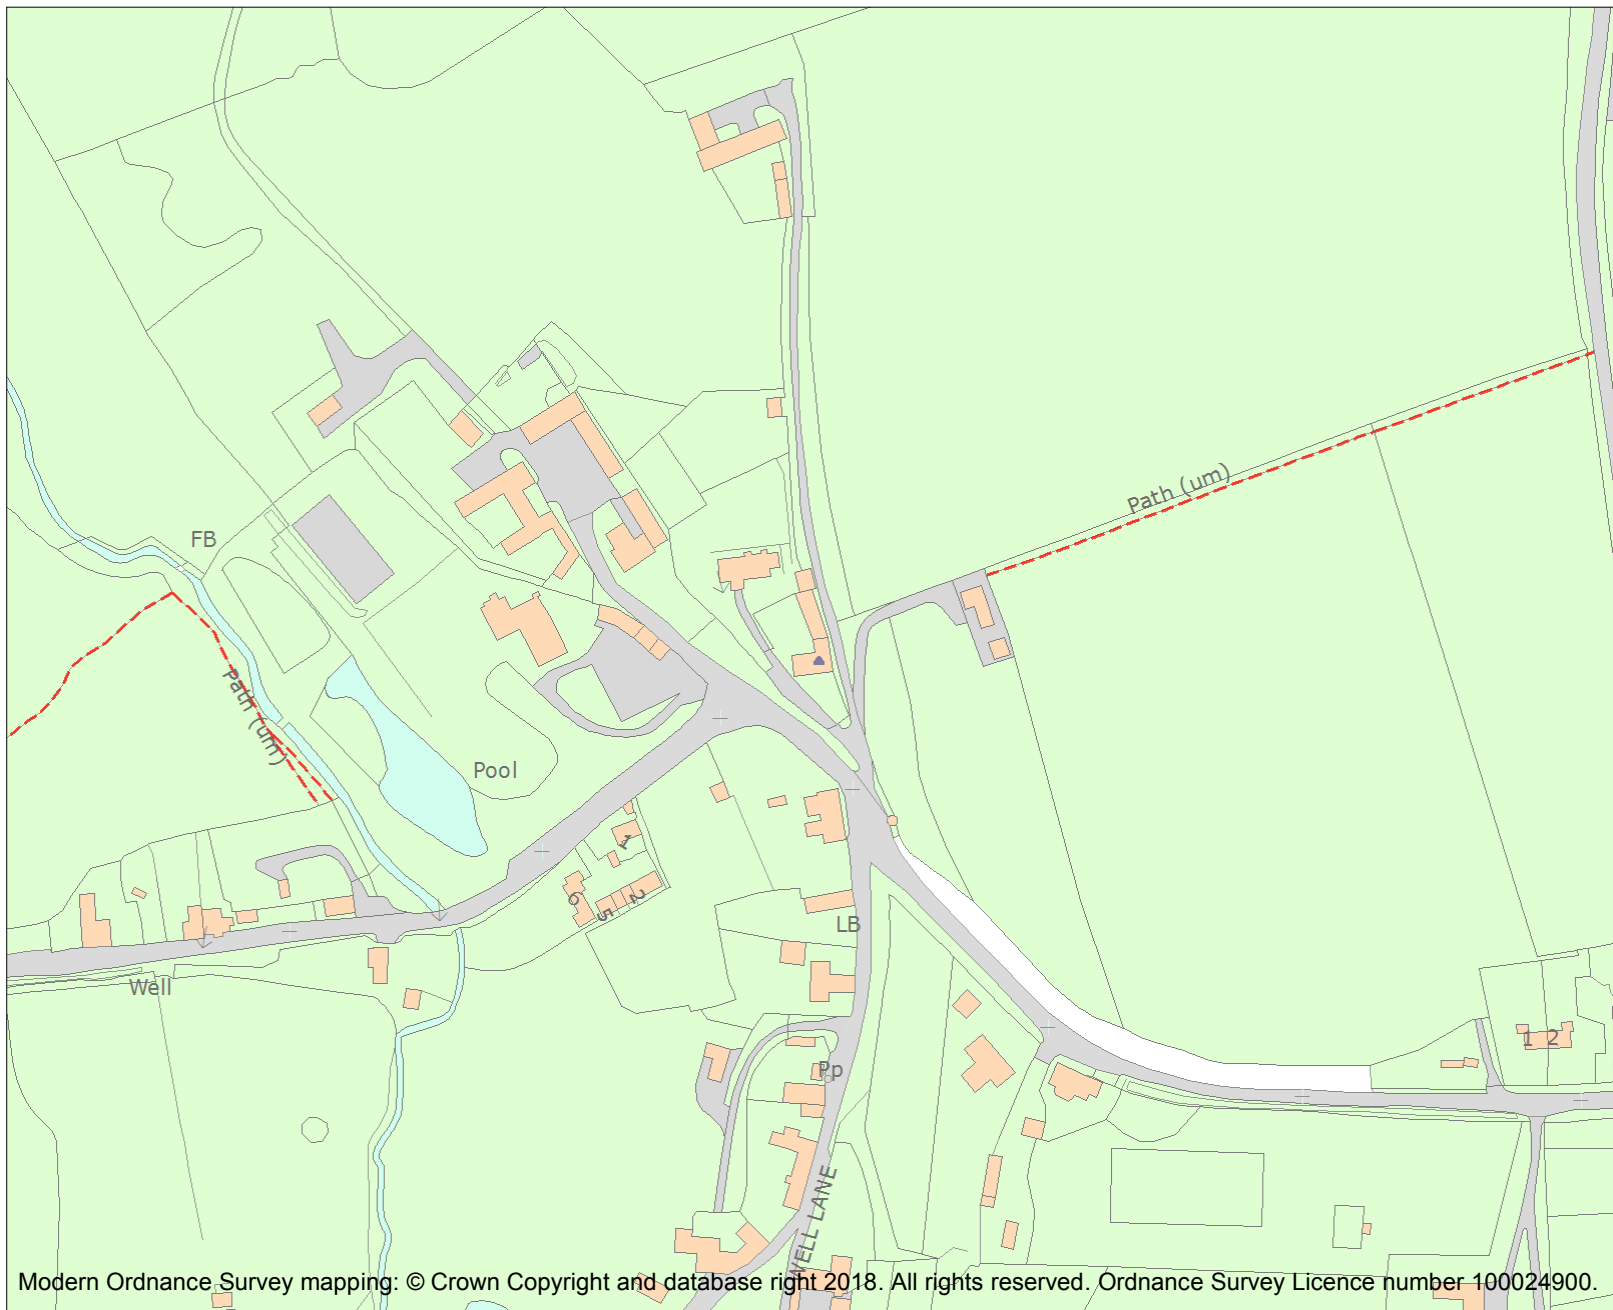 Path (um)
FB
Path (um)
Pool
1
6
5
2
LB
Well
1 2
Pp
WELL LANE
Modern Ordnance Survey mapping: © Crown Copyright and database right 2018. All rights reserved. Ordnance Survey Licence number 100024900.